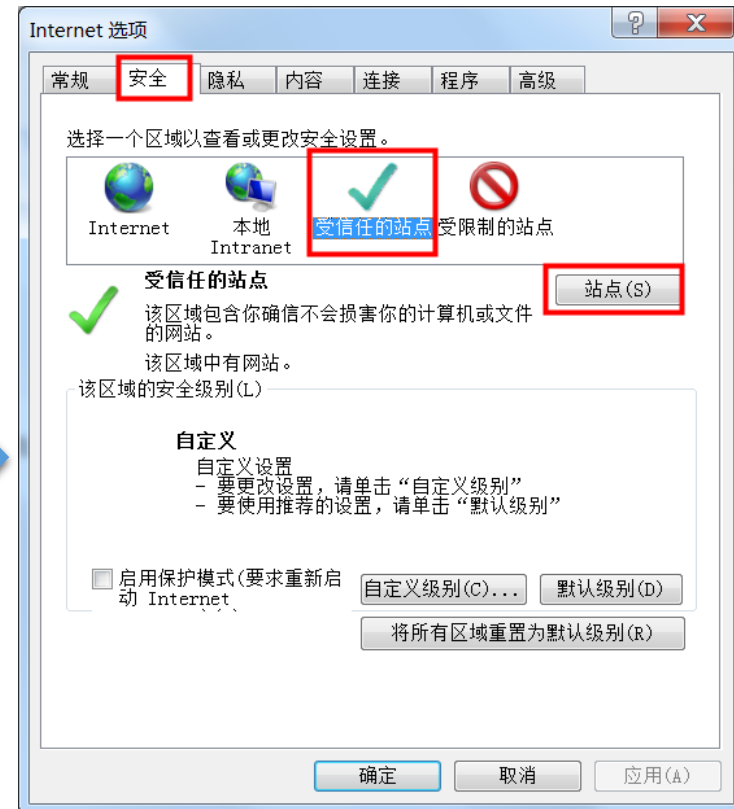 Internet 选项
常规 安全 隐私 内容 连接 程序 高级
选择一个区域以查看或更改安全设置。
Internet 本地 受信任的站点 受限制的站点
Intranet
受信任的站点
站点(S)
该区域包含你确信不会损害你的计算机或文件
的网站。
该区域中有网站。
该区域的安全级别(L)
自定义
自定义设置
- 要更改设置，请单击“自定义级别”
- 要使用推荐的设置，请单击“默认级别”
启用保护模式(要求重新启
动 Internet
自定义级别(C)... 默认级别(D)
将所有区域重置为默认级别(R)
确定 取消 应用(A)